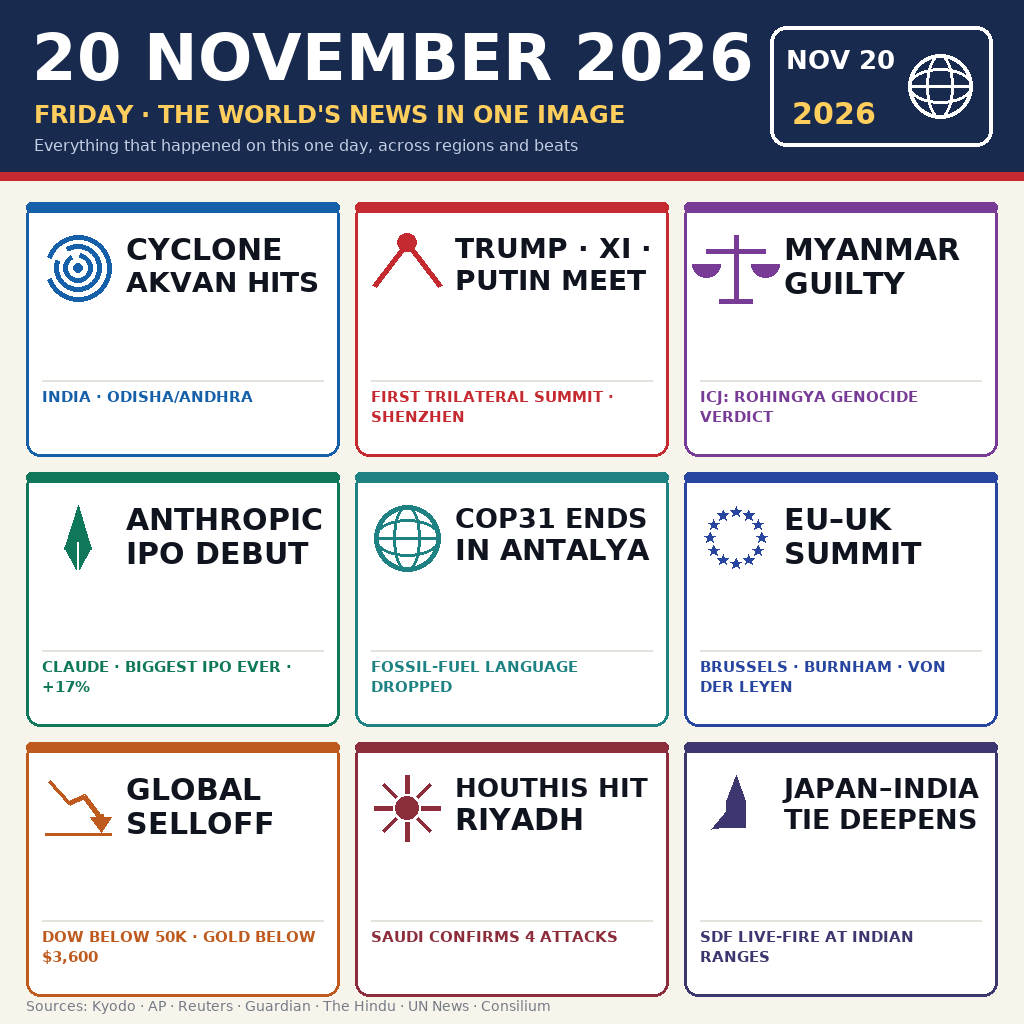 20 NOVEMBER 2026
FRIDAY · THE WORLD'S NEWS IN ONE IMAGE
Everything that happened on this one day, across regions and beats
NOV 20
2026
CYCLONE
AKVAN HITS
INDIA · ODISHA/ANDHRA
TRUMP · XI ·
PUTIN MEET
FIRST TRILATERAL SUMMIT ·
SHENZHEN
MYANMAR
GUILTY
ICJ: ROHINGYA GENOCIDE
VERDICT
ANTHROPIC
IPO DEBUT
CLAUDE · BIGGEST IPO EVER ·
+17%
COP31 ENDS
IN ANTALYA
FOSSIL-FUEL LANGUAGE
DROPPED
EU–UK
SUMMIT
BRUSSELS · BURNHAM · VON
DER LEYEN
GLOBAL
SELLOFF
DOW BELOW 50K · GOLD BELOW
$3,600
HOUTHIS HIT
RIYADH
SAUDI CONFIRMS 4 ATTACKS
JAPAN–INDIA
TIE DEEPENS
SDF LIVE-FIRE AT INDIAN
RANGES
Sources: Kyodo · AP · Reuters · Guardian · The Hindu · UN News · Consilium